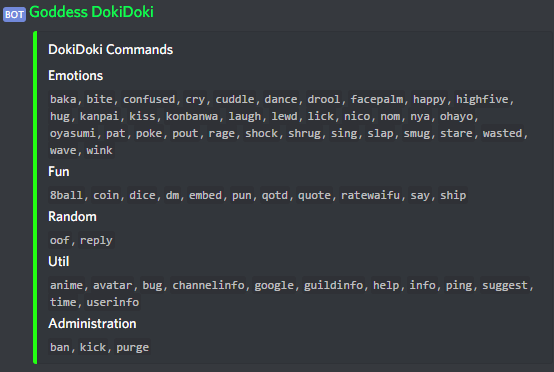 BOT Goddess DokiDoki
DokiDoki Commands
Emotions
baka, bite, confused, cry, cuddle, dance, drool, facepalm, happy, highfive,
hug, kanpai, kiss, konbanwa, laugh, lewd, lick, nico, nom, nya, ohayo,
oyasumi, pat, poke, pout, rage, shock, shrug, sing, slap, smug, stare, wasted,
wave, wink
Fun
8ball, coin, dice, dm, embed, pun, qotd, quote, ratewaifu, say, ship
Random
oof, reply
Util
anime, avatar, bug, channelinfo, google, guildinfo, help, info, ping, suggest,
time, userinfo
Administration
ban, kick, purge